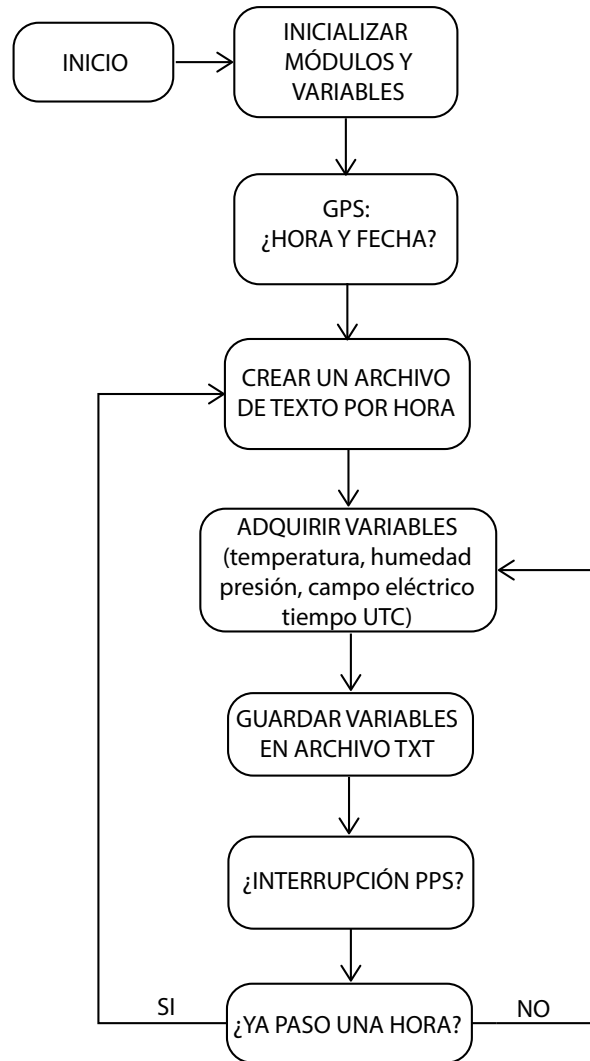 INICIO
INICIALIZAR
MÓDULOS Y
VARIABLES
GPS:
¿HORA Y FECHA?
CREAR UN ARCHIVO
DE TEXTO POR HORA
ADQUIRIR VARIABLES
(temperatura, humedad
presión, campo eléctrico
tiempo UTC)
GUARDAR VARIABLES
EN ARCHIVO TXT
¿INTERRUPCIÓN PPS?
SI
¿YA PASO UNA HORA?
NO